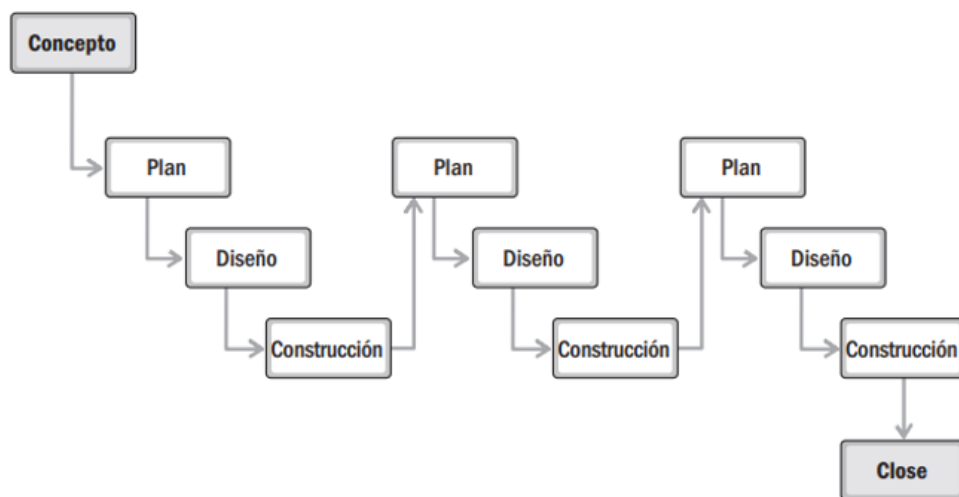 Concepto
Plan
Plan
Plan
Diseño
Diseño
Diseño
Construcción
Construcción
Construcción
Close